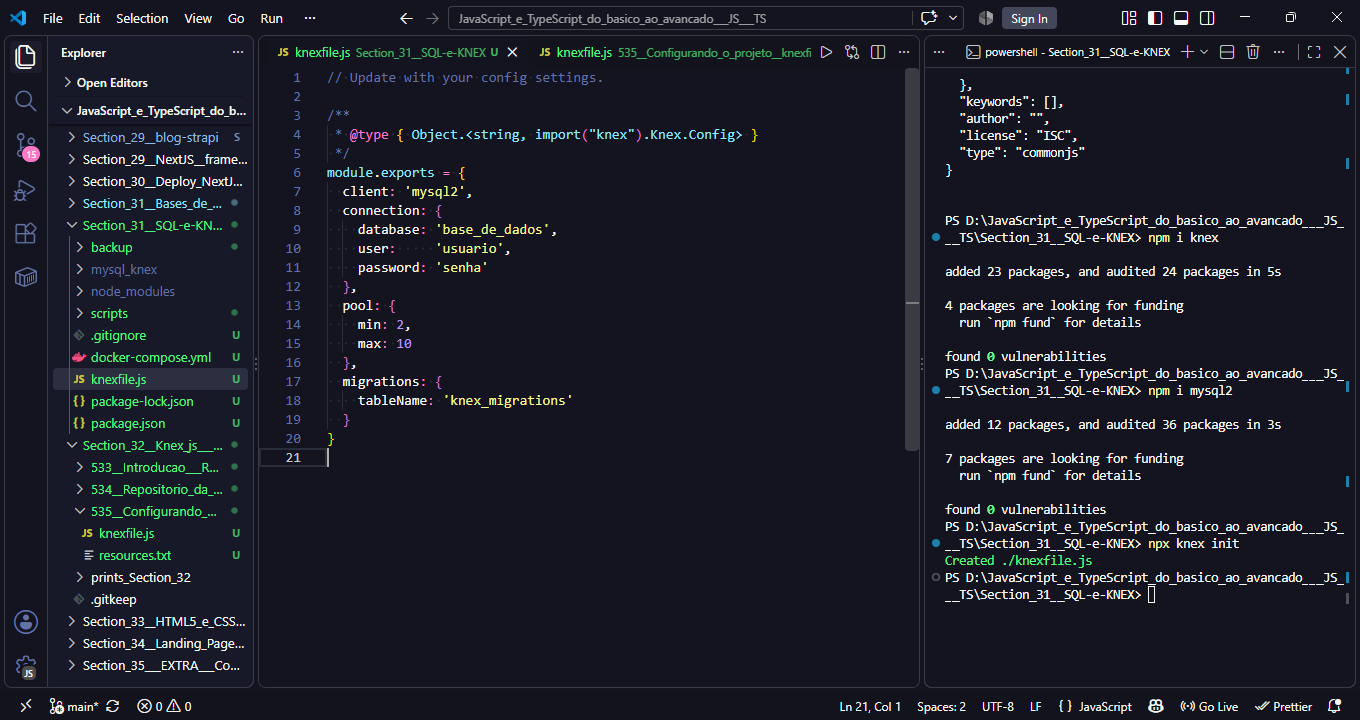 File Edit Selection View Go Run ··· JavaScript_e_TypeScript_do_basico_ao_avancado___JS__TS Sign In
Explorer ···
Open Editors
JavaScript_e_TypeScript_do_b...
Section_29__blog-strapi S
Section_29__NextJS__frame...
Section_30__Deploy_NextJ...
Section_31__Bases_de_...
Section_31__SQL-e-KN...
backup
mysql_knex
node_modules
scripts
.gitignore U
docker-compose.yml U
JS knexfile.js U
{} package-lock.json U
{} package.json U
Section_32__Knex_js___...
533__Introducao___R...
534__Repositorio_da_...
535__Configurando_...
JS knexfile.js U
resources.txt U
prints_Section_32
.gitkeep
Section_33__HTML5_e_CSS...
Section_34__Landing_Page...
Section_35___EXTRA___Co...
15
JS
JS knexfile.js Section_31__SQL-e-KNEX U JS knexfile.js 535__Configurando_o_projeto__knexfi ···
1 // Update with your config settings.
2
3 /**
4 * @type { Object.<string, import("knex").Knex.Config> }
5 */
6 module.exports = {
7 client: 'mysql2',
8 connection: {
9 database: 'base_de_dados',
10 user:     'usuario',
11 password: 'senha'
12 },
13 pool: {
14 min: 2,
15 max: 10
16 },
17 migrations: {
18 tableName: 'knex_migrations'
19 }
20 }
21
··· powershell - Section_31__SQL-e-KNEX ···
},
"keywords": [],
"author": "",
"license": "ISC",
"type": "commonjs"
}
PS D:\JavaScript_e_TypeScript_do_basico_ao_avancado___JS_
__TS\Section_31__SQL-e-KNEX> npm i knex
added 23 packages, and audited 24 packages in 5s
4 packages are looking for funding
run `npm fund` for details
found 0 vulnerabilities
PS D:\JavaScript_e_TypeScript_do_basico_ao_avancado___JS_
__TS\Section_31__SQL-e-KNEX> npm i mysql2
added 12 packages, and audited 36 packages in 3s
7 packages are looking for funding
run `npm fund` for details
found 0 vulnerabilities
PS D:\JavaScript_e_TypeScript_do_basico_ao_avancado___JS_
__TS\Section_31__SQL-e-KNEX> npx knex init
Created ./knexfile.js
PS D:\JavaScript_e_TypeScript_do_basico_ao_avancado___JS_
__TS\Section_31__SQL-e-KNEX>
main* 0 0 Ln 21, Col 1 Spaces: 2 UTF-8 LF {} JavaScript Go Live Prettier